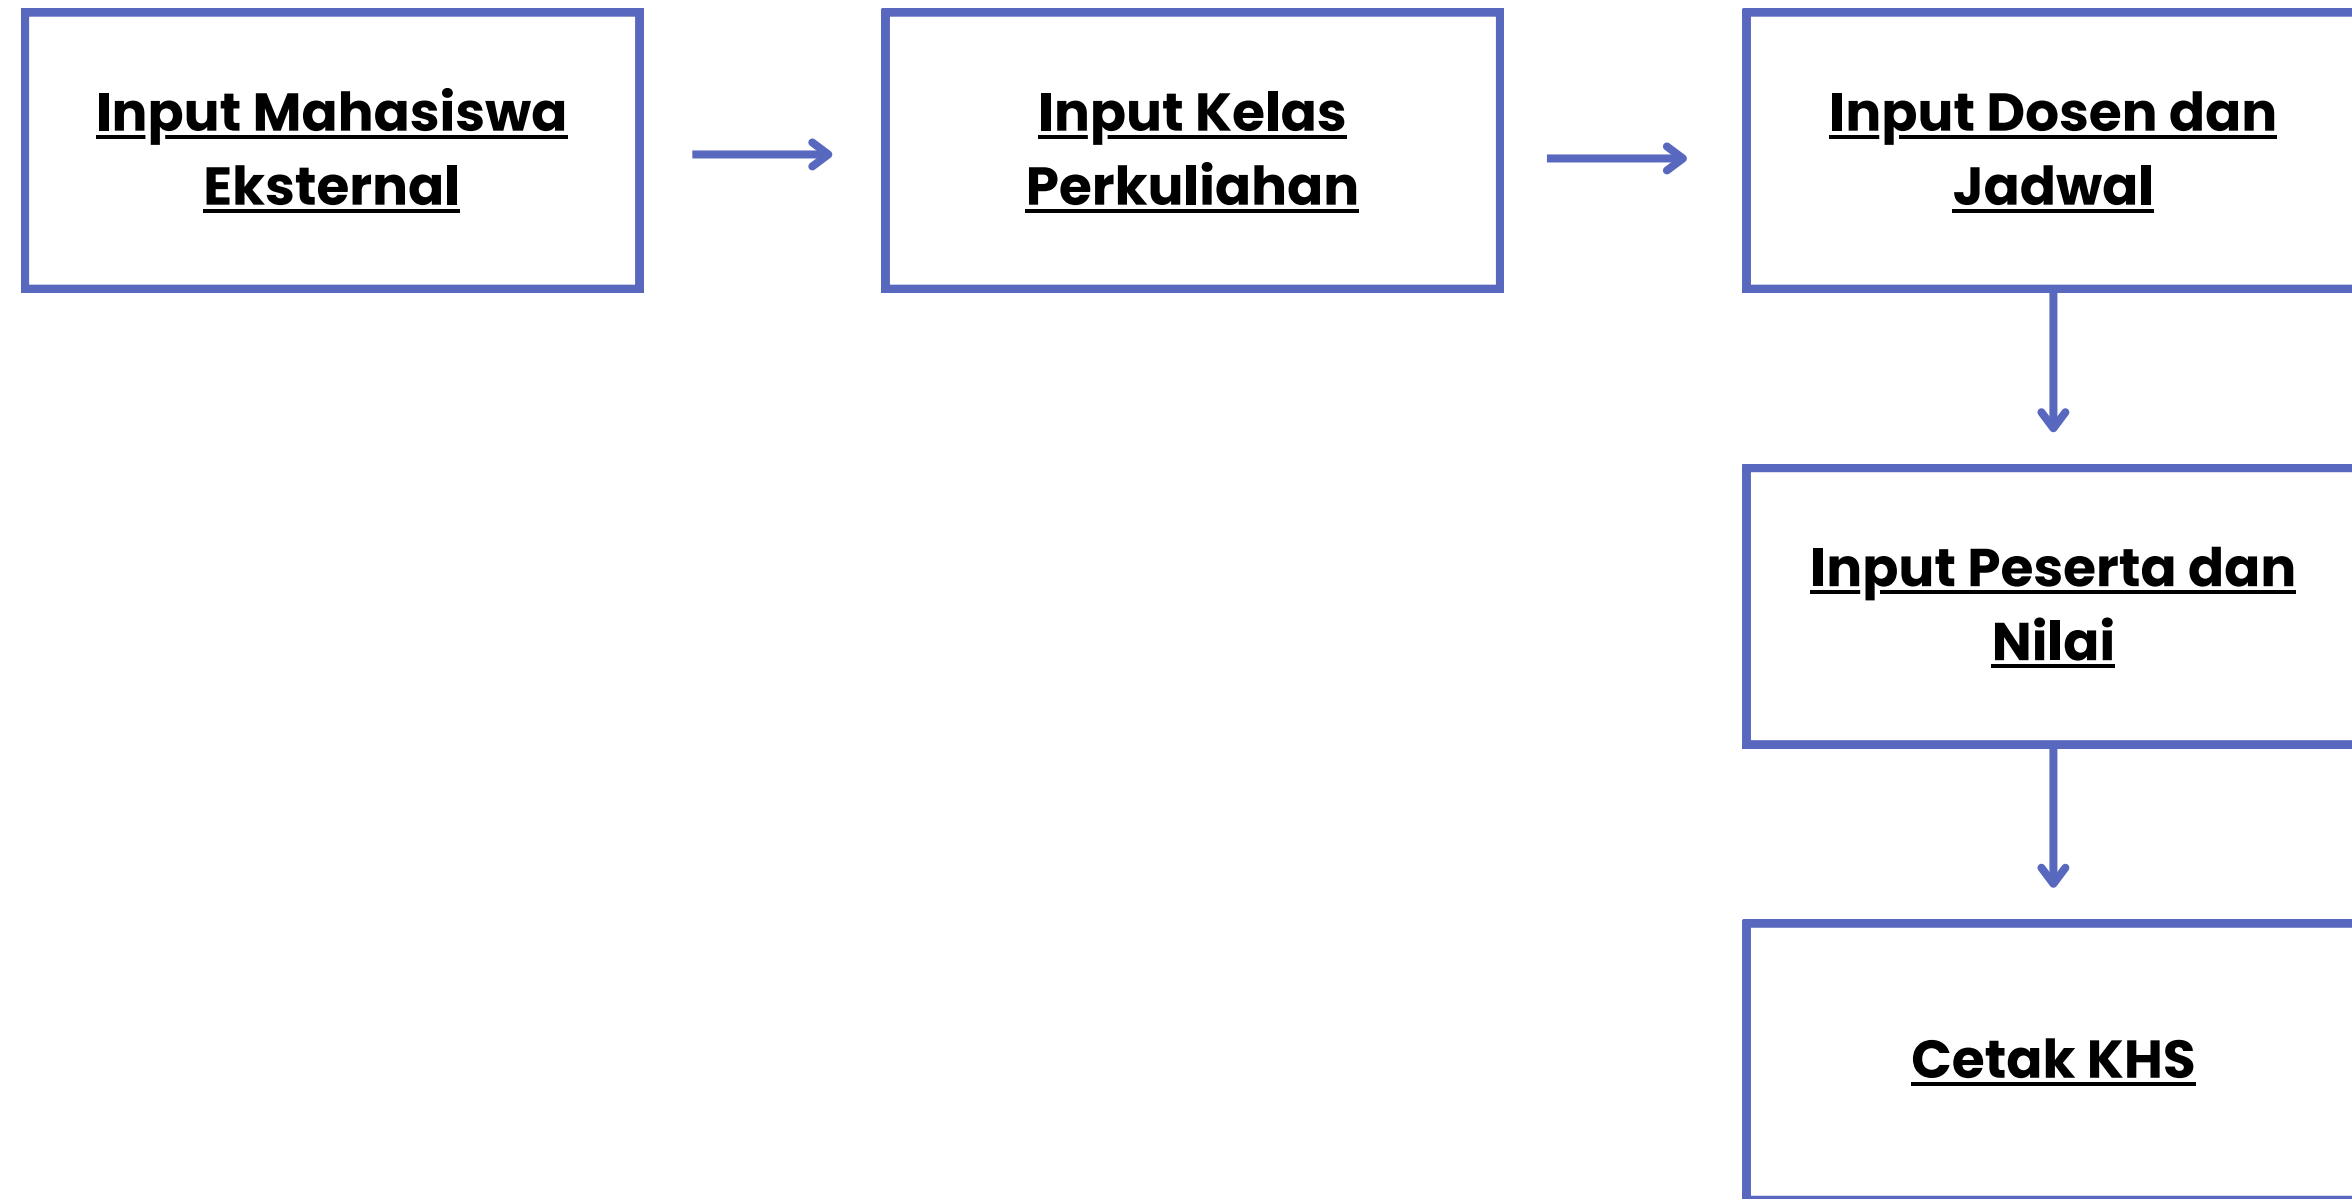 Input Mahasiswa
Eksternal
Input Kelas
Perkuliahan
Input Dosen dan
Jadwal
Input Peserta dan
Nilai
Cetak KHS